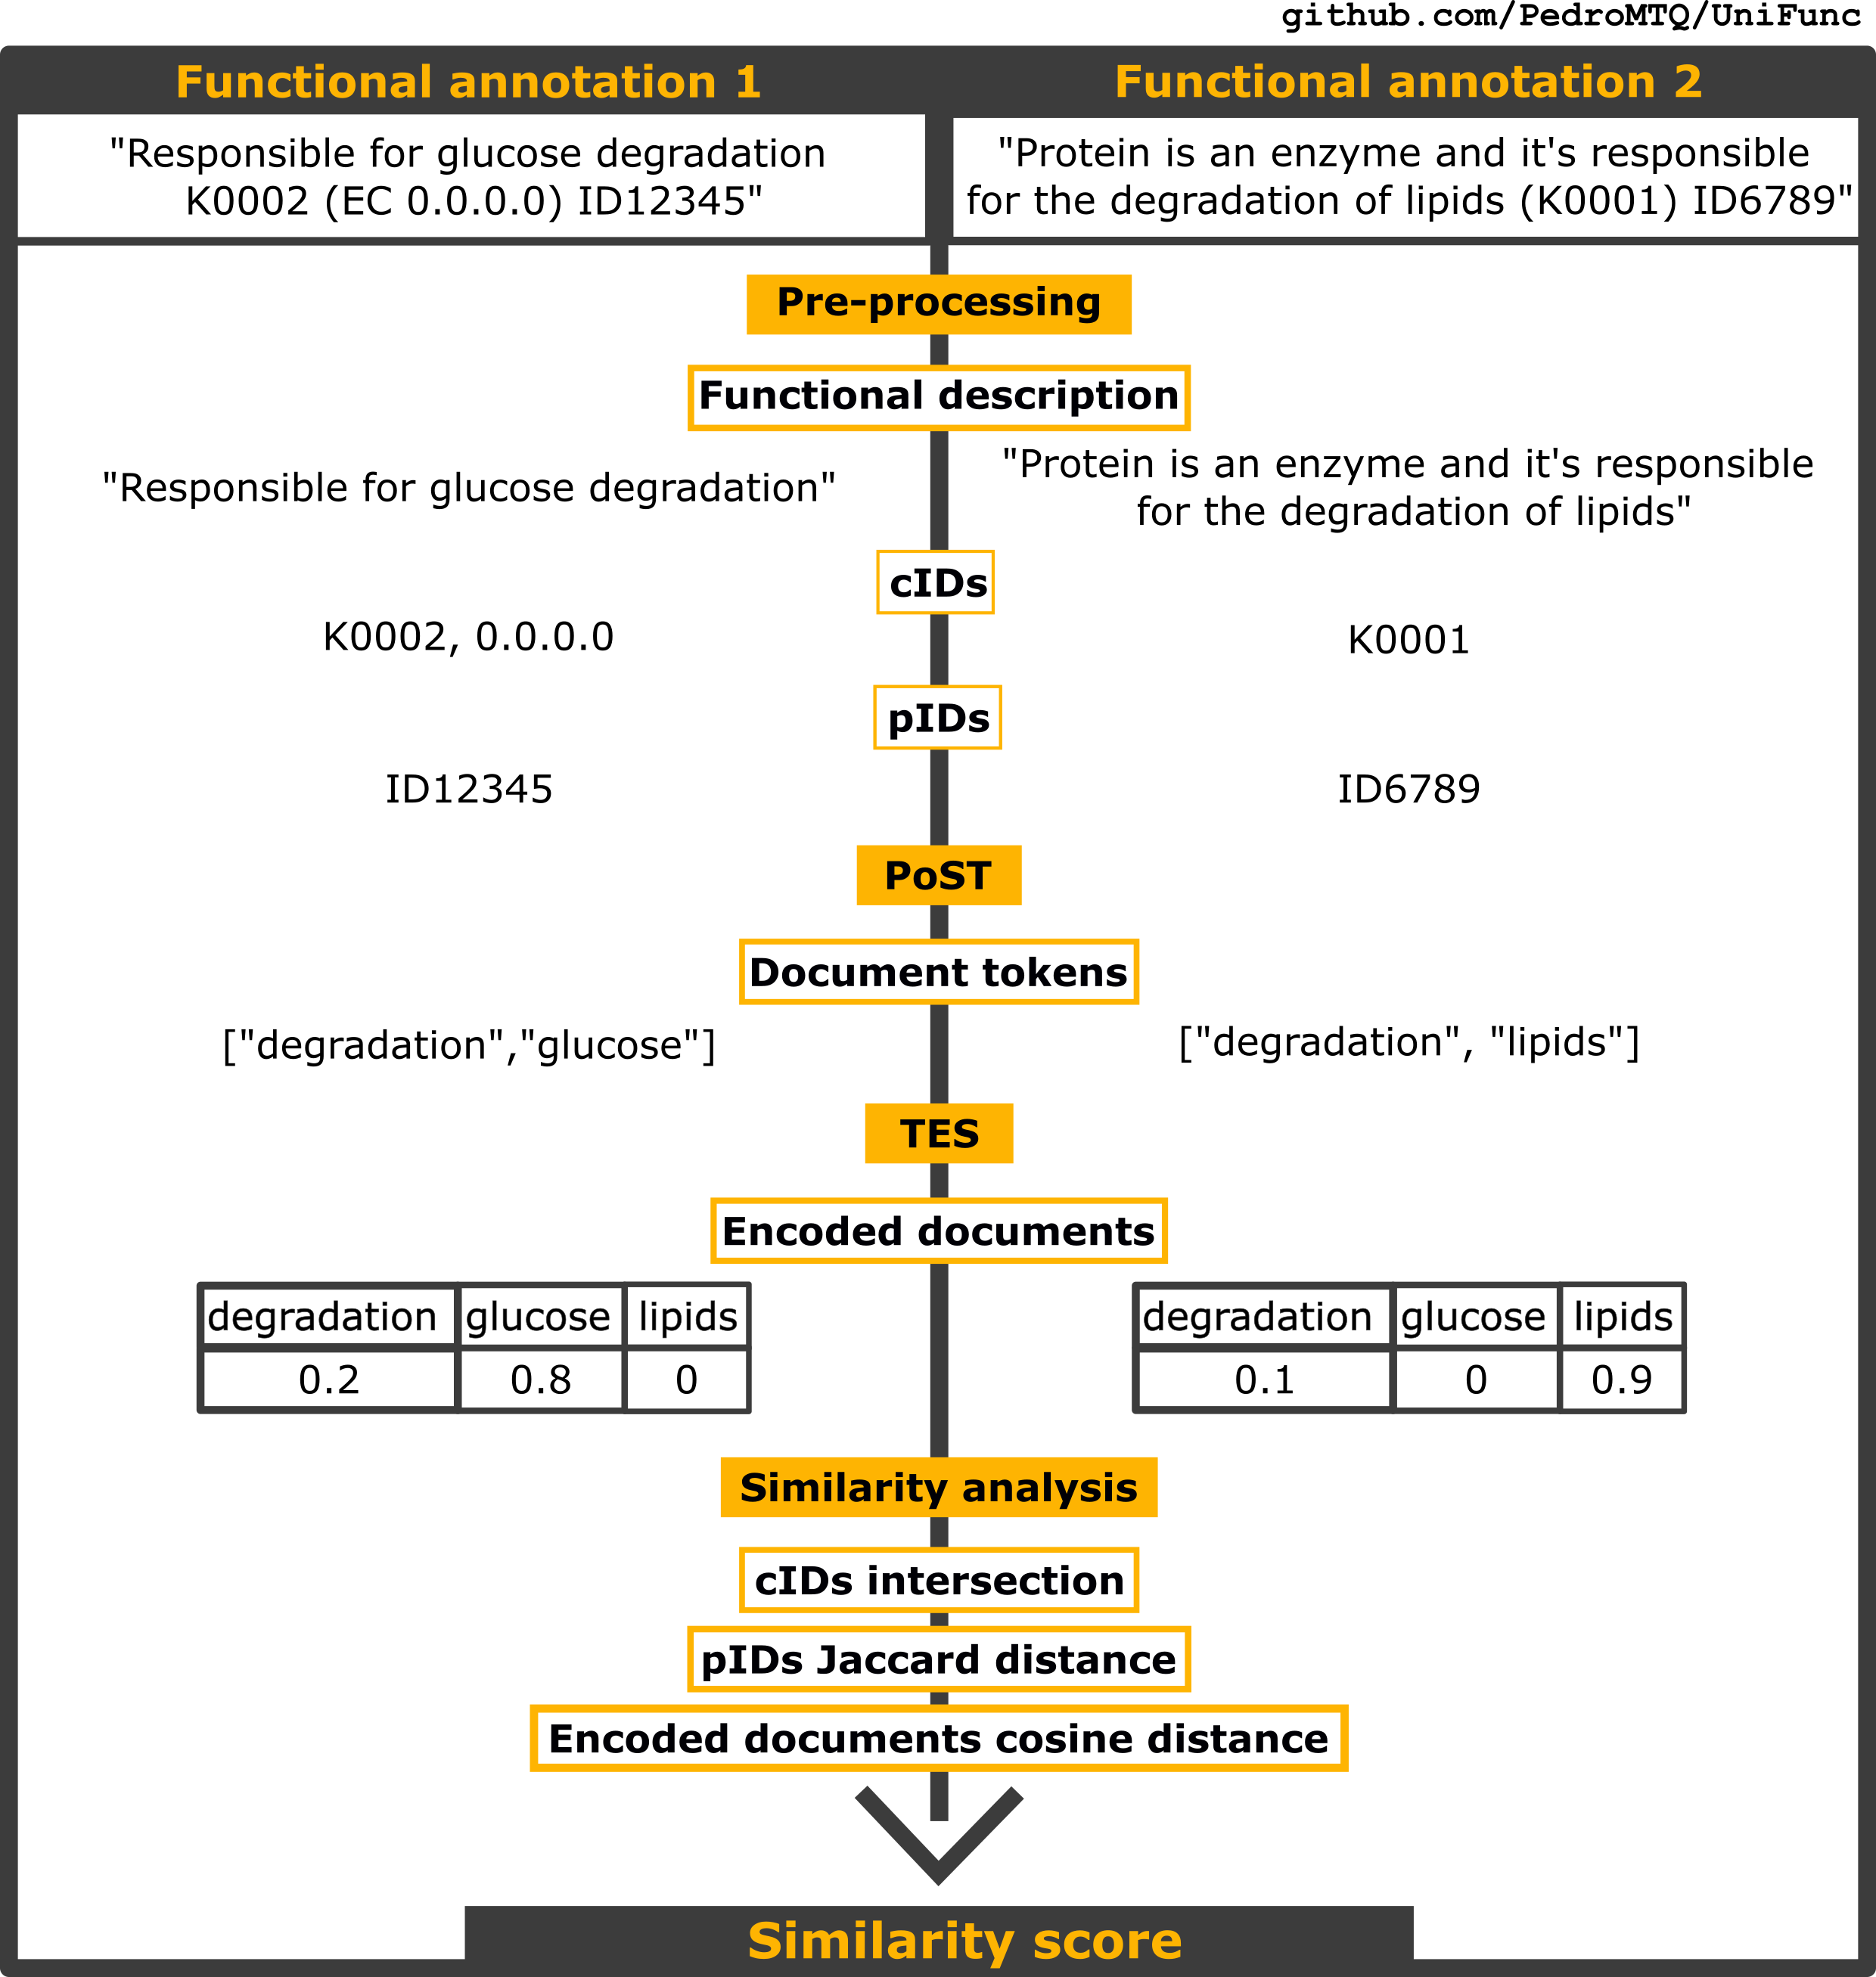 github.com/PedroMTQ/UniFunc
Functional annotation 1
Functional annotation 2
"Responsible for glucose degradation
K0002 (EC 0.0.0.0) ID12345"
"Protein is an enzyme and it's responsible
for the degradation of lipids (K0001) ID6789"
Pre-processing
Functional description
"Responsible for glucose degradation"
"Protein is an enzyme and it's responsible
for the degradation of lipids"
cIDs
K0002, 0.0.0.0
K0001
pIDs
ID12345
ID6789
PoST
Document tokens
["degradation","glucose"]
["degradation", "lipids"]
TES
Encoded documents
degradation glucose lipids
0.2 0.8 0
degradation glucose lipids
0.1 0 0.9
Similarity analysis
cIDs intersection
pIDs Jaccard distance
Encoded documents cosine distance
Similarity score